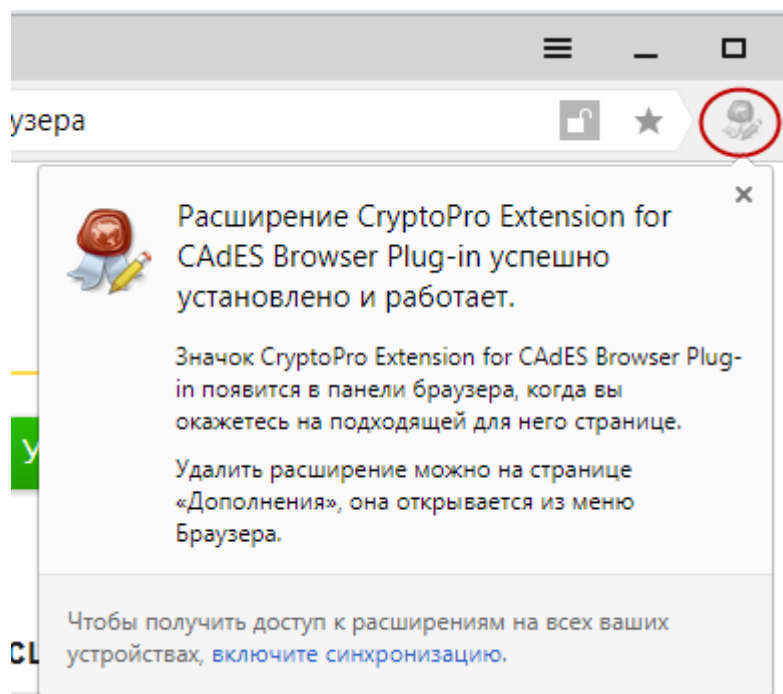 узера
Расширение CryptoPro Extension for
CAdES Browser Plug-in успешно
установлено и работает.
Значок CryptoPro Extension for CAdES Browser Plug-
in появится в панели браузера, когда вы
окажетесь на подходящей для него странице.
У
Удалить расширение можно на странице
«Дополнения», она открывается из меню
Браузера.
Чтобы получить доступ к расширениям на всех ваших
устройствах, включите синхронизацию.